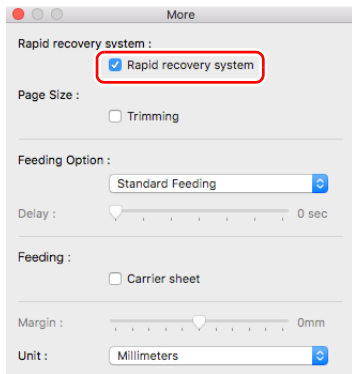 More
Rapid recovery system :
Rapid recovery system
Page Size :
Trimming
Feeding Option :
Standard Feeding
Delay : 0 sec
Feeding :
Carrier sheet
Margin : 0mm
Unit : Millimeters